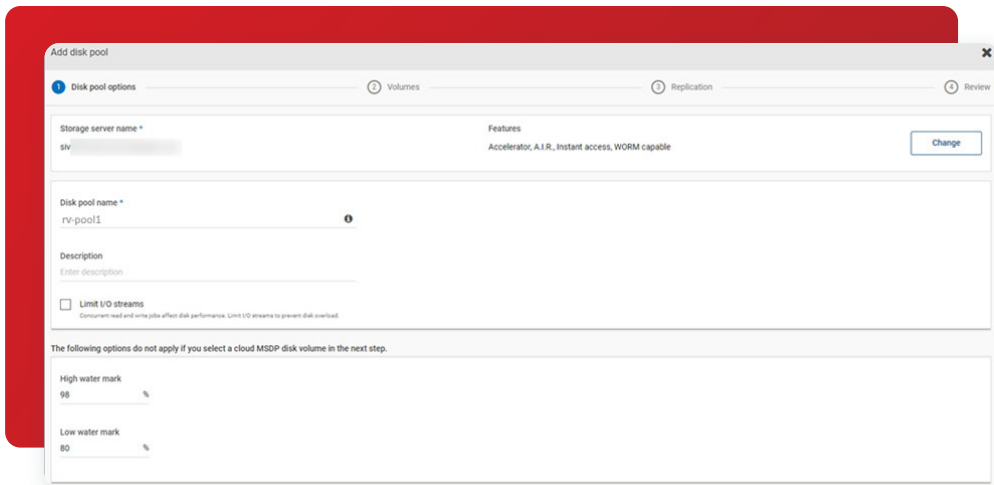 Add disk pool
1 Disk pool options
2 Volumes
3 Replication
4 Review
Storage server name *
siv
Features
Accelerator, A.I.R., Instant access, WORM capable
Change
Disk pool name *
rv-pool1
Description
Enter description
Limit I/O streams
Concurrent read and write jobs affect disk performance. Limit I/O streams to prevent disk overload.
The following options do not apply if you select a cloud MSDP disk volume in the next step.
High water mark
98 %
Low water mark
80 %